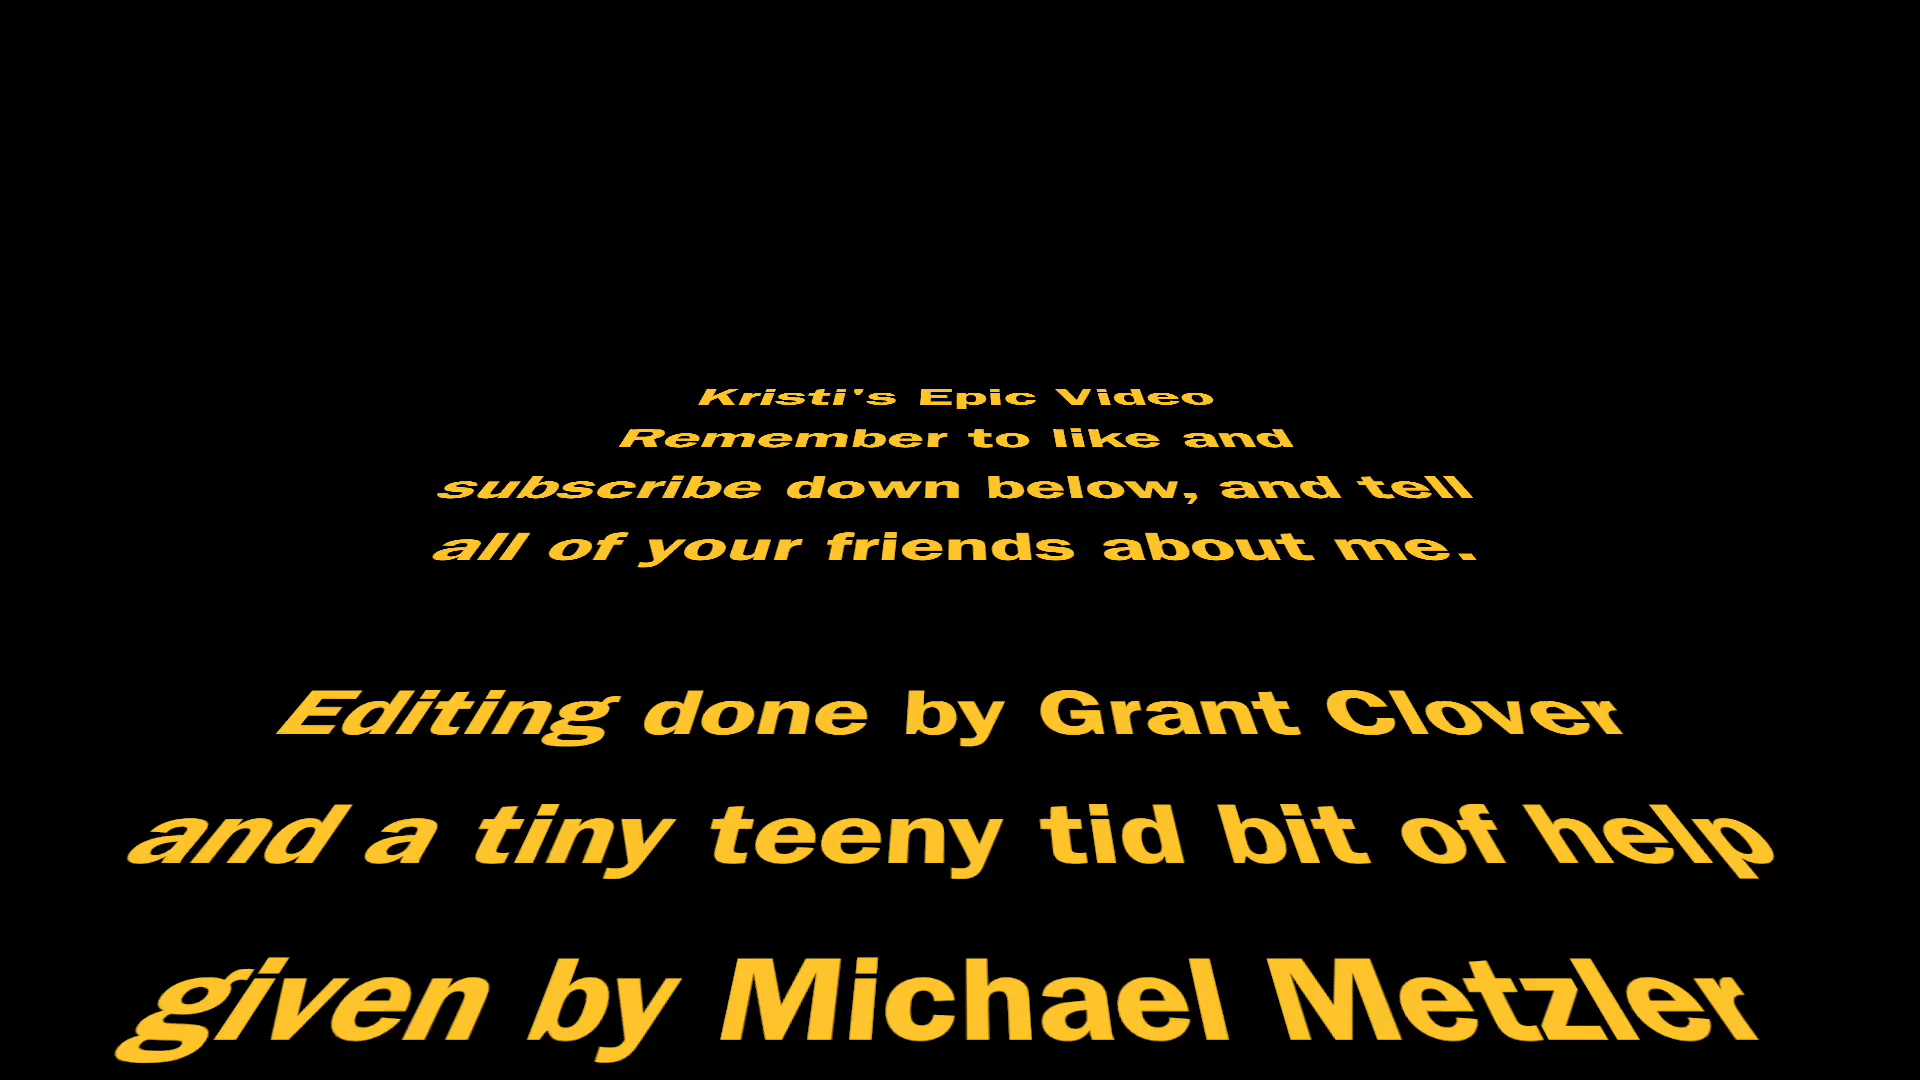 Kristi's Epic Video
Remember to like and
subscribe down below, and tell
all of your friends about me.
Editing done by Grant Clover
and a tiny teeny tid bit of help
given by Michael Metzler